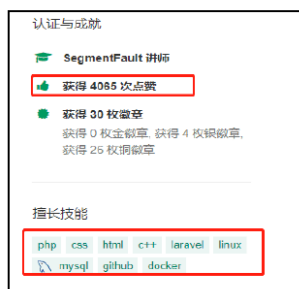 认证与成就
SegmentFault 讲师
获得 4065 次点赞
获得 30 枚徽章
获得 0 枚金徽章, 获得 4 枚银徽章,
获得 26 枚铜徽章
擅长技能
php css html c++ laravel linux
mysql github docker